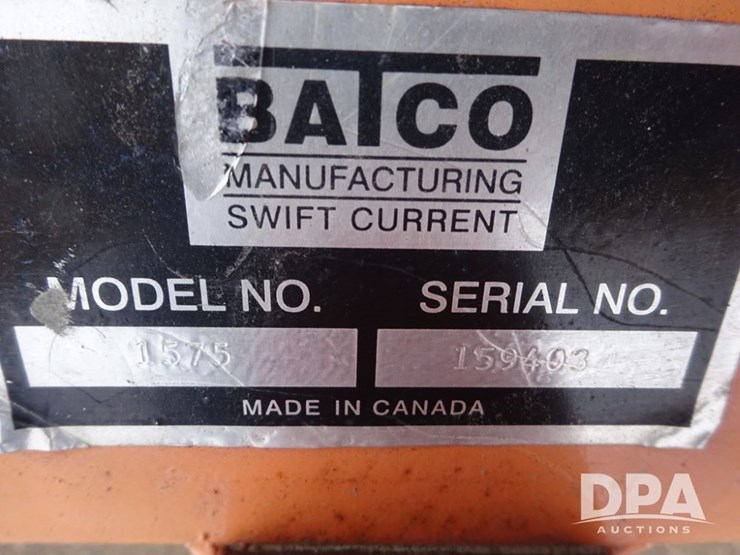 BATCO
MANUFACTURING
SWIFT CURRENT
MODEL NO. SERIAL NO.
1575 159403
MADE IN CANADA
DPA
AUCTIONS